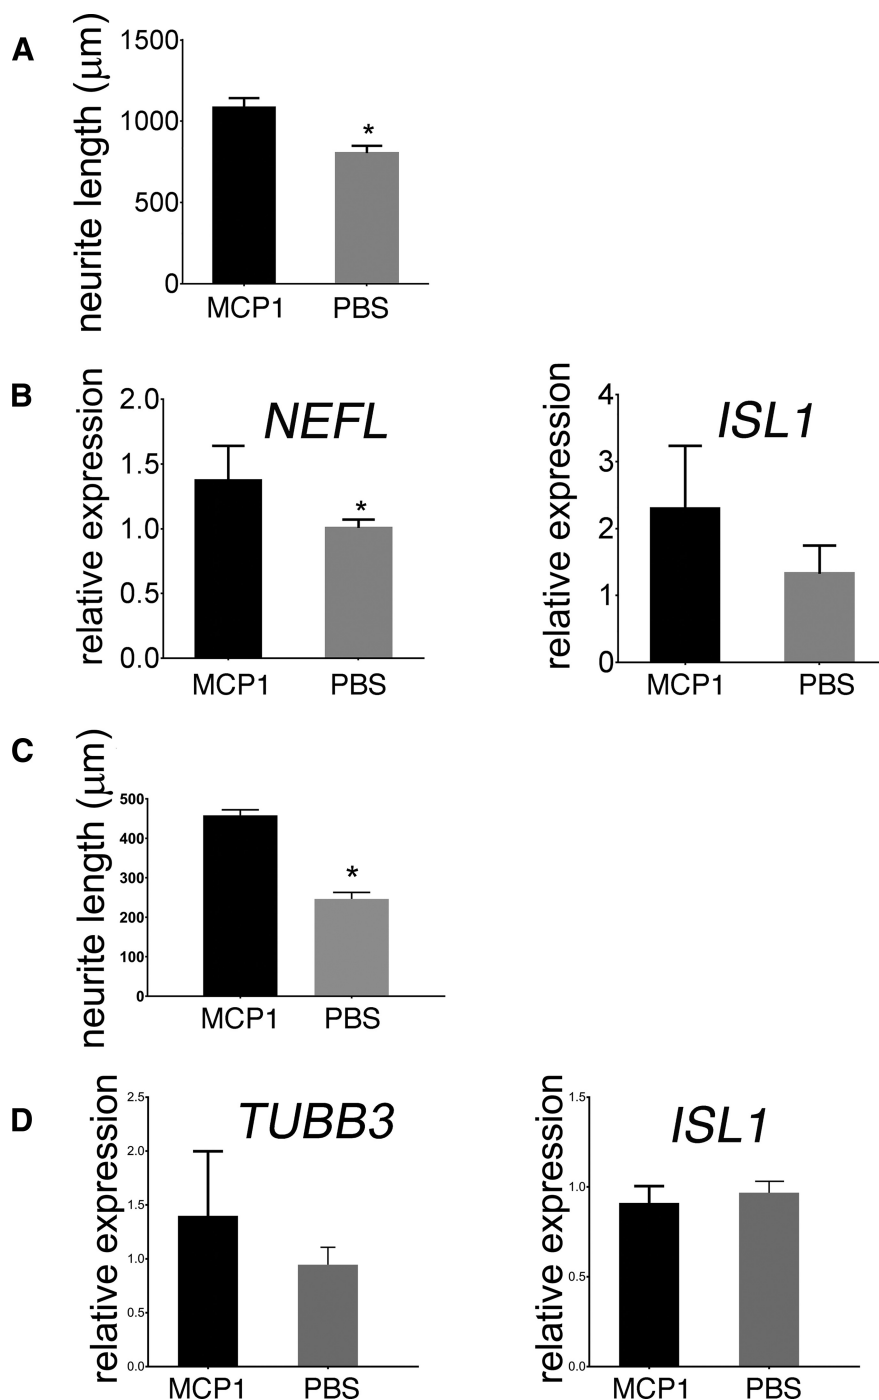 A
neurite length (μm)
1500
1000
500
0
*
MCP1 PBS
B
relative expression
NEFL
2.0
1.5
1.0
0.5
0.0
*
MCP1 PBS
relative expression
ISL1
4
3
2
1
0
MCP1 PBS
C
neurite length (μm)
500
400
300
200
100
0
*
MCP1 PBS
D
relative expression
TUBB3
2.5
2.0
1.5
1.0
0.5
0.0
MCP1 PBS
relative expression
ISL1
1.5
1.0
0.5
0.0
MCP1 PBS